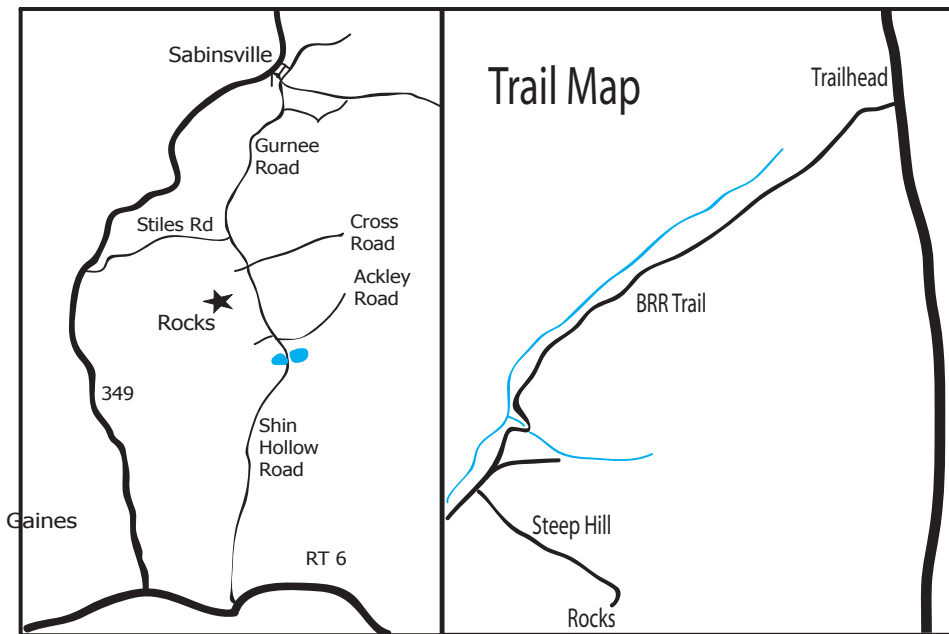 Sabinsville
Gurnee
Road
Stiles Rd
Cross
Road
Ackley
Road
Rocks
349
Shin
Hollow
Road
Gaines
RT 6
Trail Map
Trailhead
BRR Trail
Steep Hill
Rocks